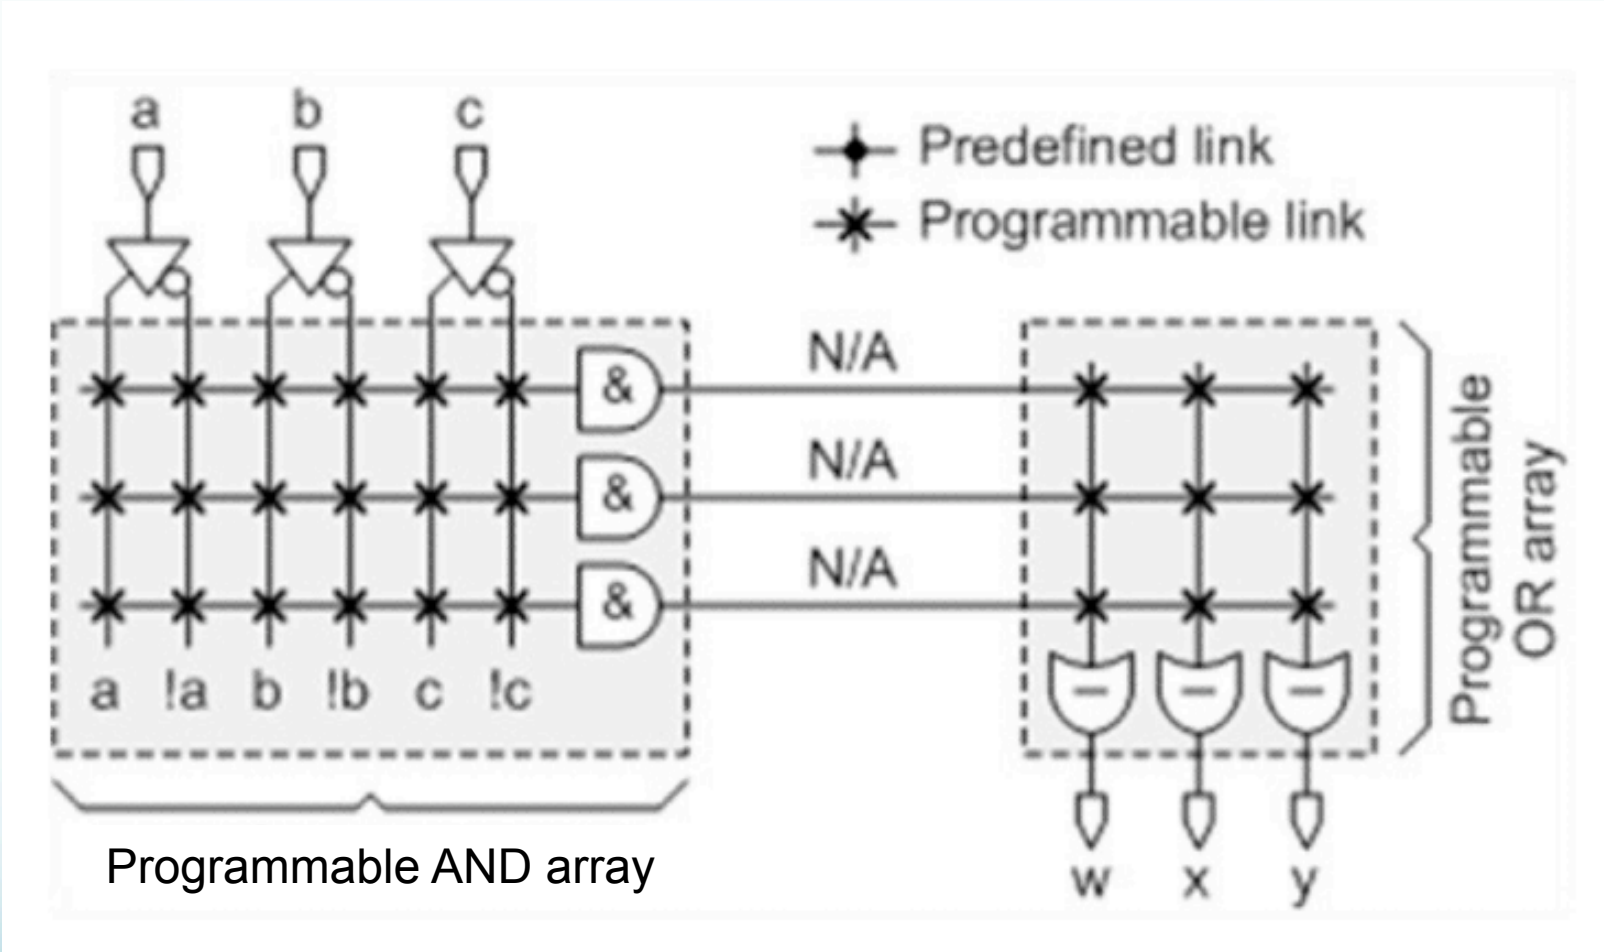 a b c
Predefined link
Programmable link
N/A
&
N/A
&
N/A
&
a !a b !b c !c
Programmable
OR array
Programmable AND array
w x y